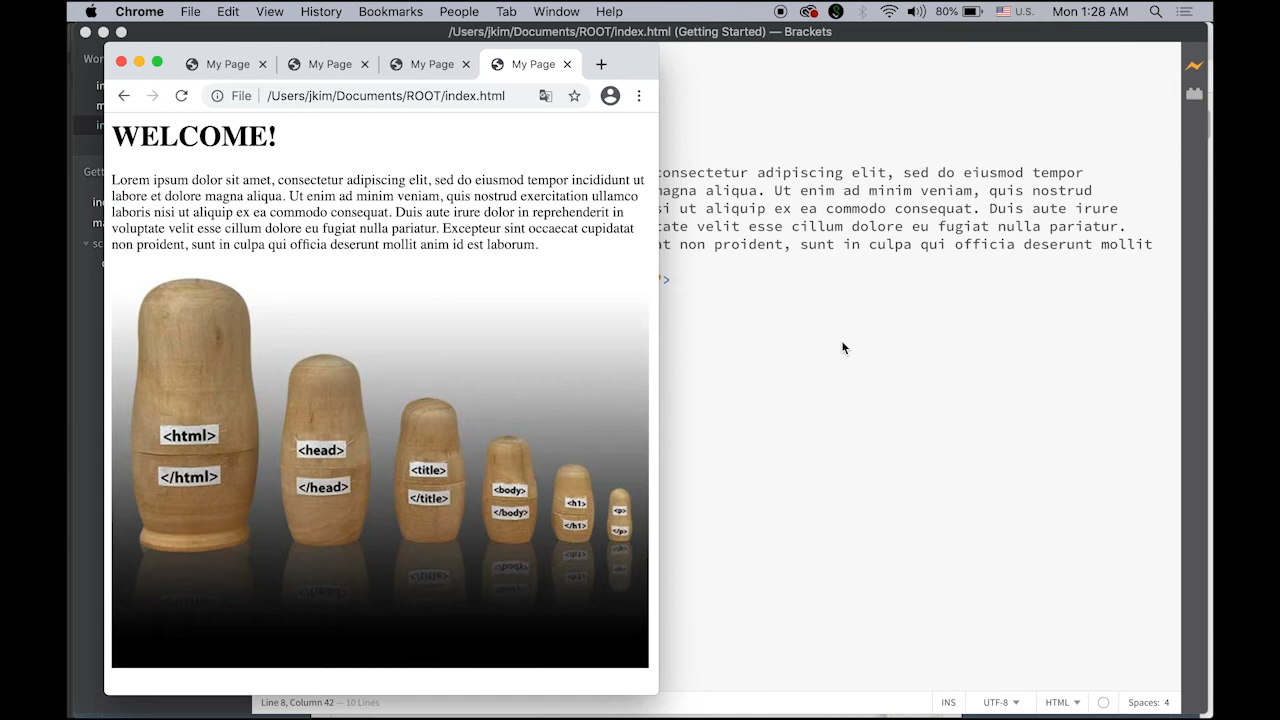 Chrome File Edit View History Bookmarks People Tab Window Help 80% U.S. Mon 1:28 AM
/Users/jkim/Documents/ROOT/index.html (Getting Started) — Brackets
My Page My Page My Page My Page
File /Users/jkim/Documents/ROOT/index.html
WELCOME!
Lorem ipsum dolor sit amet, consectetur adipiscing elit, sed do eiusmod tempor incididunt ut
labore et dolore magna aliqua. Ut enim ad minim veniam, quis nostrud exercitation ullamco
laboris nisi ut aliquip ex ea commodo consequat. Duis aute irure dolor in reprehenderit in
voluptate velit esse cillum dolore eu fugiat nulla pariatur. Excepteur sint occaecat cupidatat
non proident, sunt in culpa qui officia deserunt mollit anim id est laborum.
<html>
</html>
<head>
</head>
<title>
</title>
<body>
</body>
<h1>
</h1>
<p>
</p>
consectetur adipiscing elit, sed do eiusmod tempor
magna aliqua. Ut enim ad minim veniam, quis nostrud
ut aliquip ex ea commodo consequat. Duis aute irure
velit esse cillum dolore eu fugiat nulla pariatur.
non proident, sunt in culpa qui officia deserunt mollit
>
Line 8, Column 42 — 10 Lines
INS UTF-8 HTML Spaces: 4